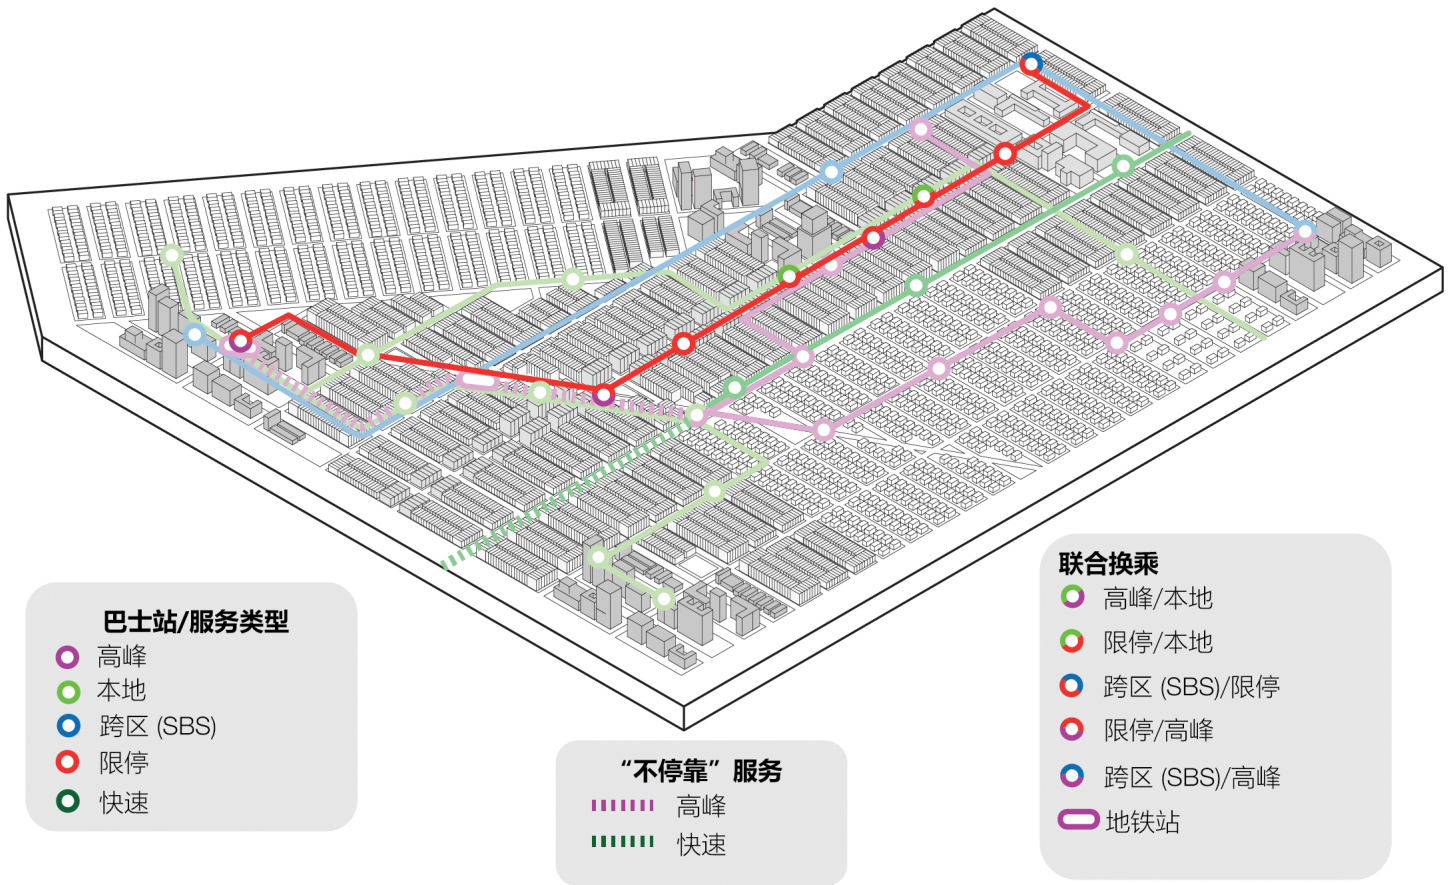 巴士站/服务类型
高峰
本地
跨区 (SBS)
限停
快速
“不停靠”服务
高峰
快速
联合换乘
高峰/本地
限停/本地
跨区 (SBS)/限停
限停/高峰
跨区 (SBS)/高峰
地铁站